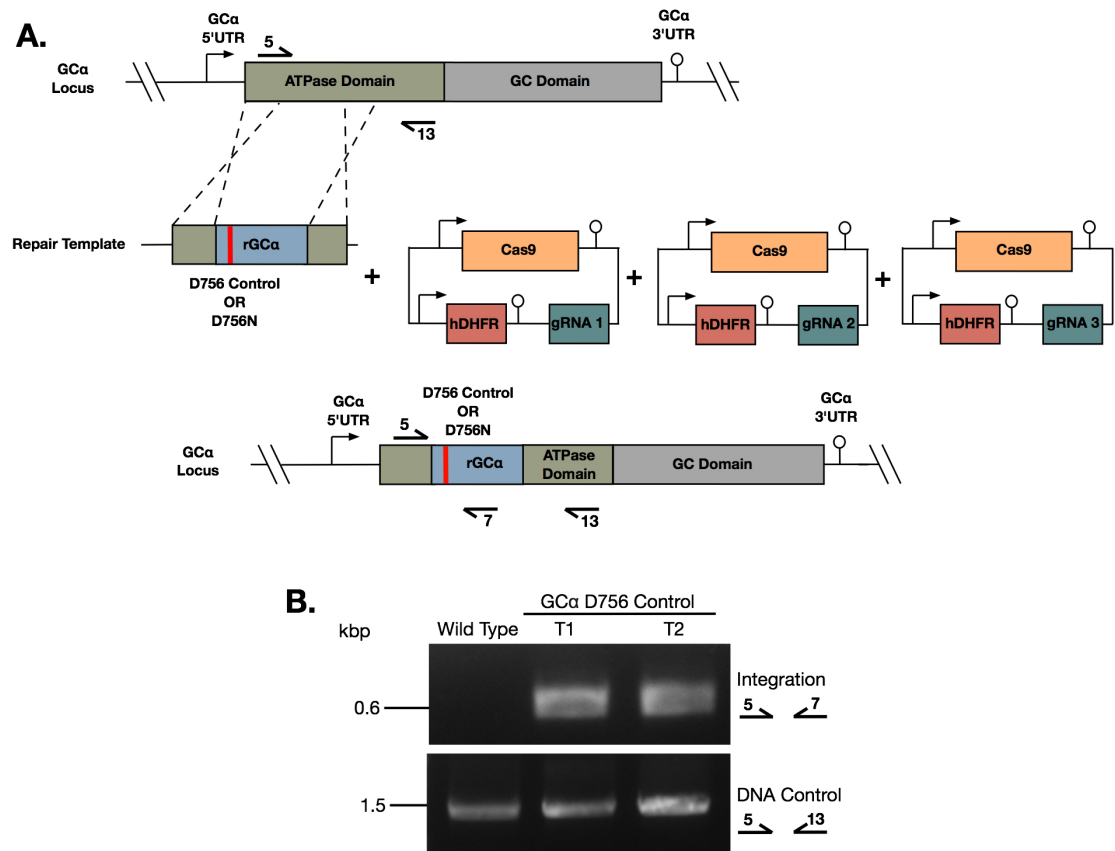 A.
GCα
5'UTR
GCα
3'UTR
5
GCα
Locus
ATPase Domain
GC Domain
13
Repair Template
rGCα
D756 Control
OR
D756N
+
Cas9
hDHFR
gRNA 1
+
Cas9
hDHFR
gRNA 2
+
Cas9
hDHFR
gRNA 3
D756 Control
OR
D756N
GCα
5'UTR
5
GCα
3'UTR
GCα
Locus
rGCα
ATPase
Domain
GC Domain
7
13
B.
GCα D756 Control
kbp
Wild Type
T1
T2
0.6
Integration
5
7
1.5
DNA Control
5
13